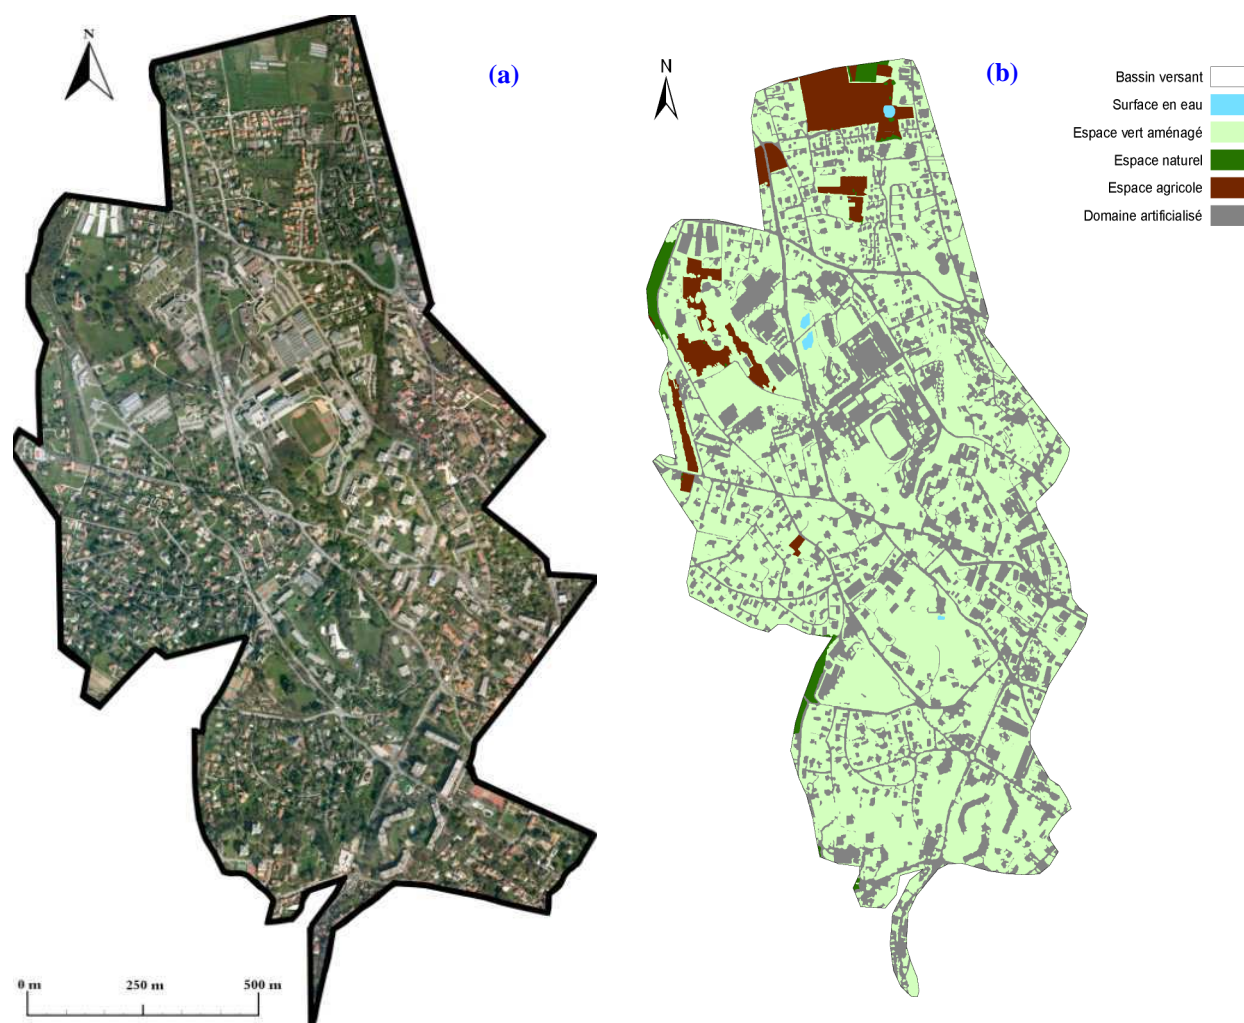 N
(a)
0 m
250 m
500 m
N
(b)
Bassin versant
Surface en eau
Espace vert aménagé
Espace naturel
Espace agricole
Domaine artificialisé